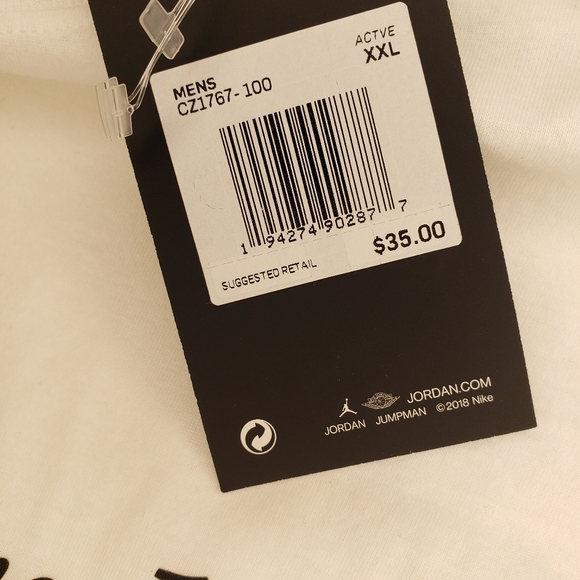 ACTVE
MENS XXL
CZ1767-100
1 94274 90287 7
SUGGESTED RETAIL $35.00
JORDAN.COM
JORDAN JUMPMAN ©2018 Nike